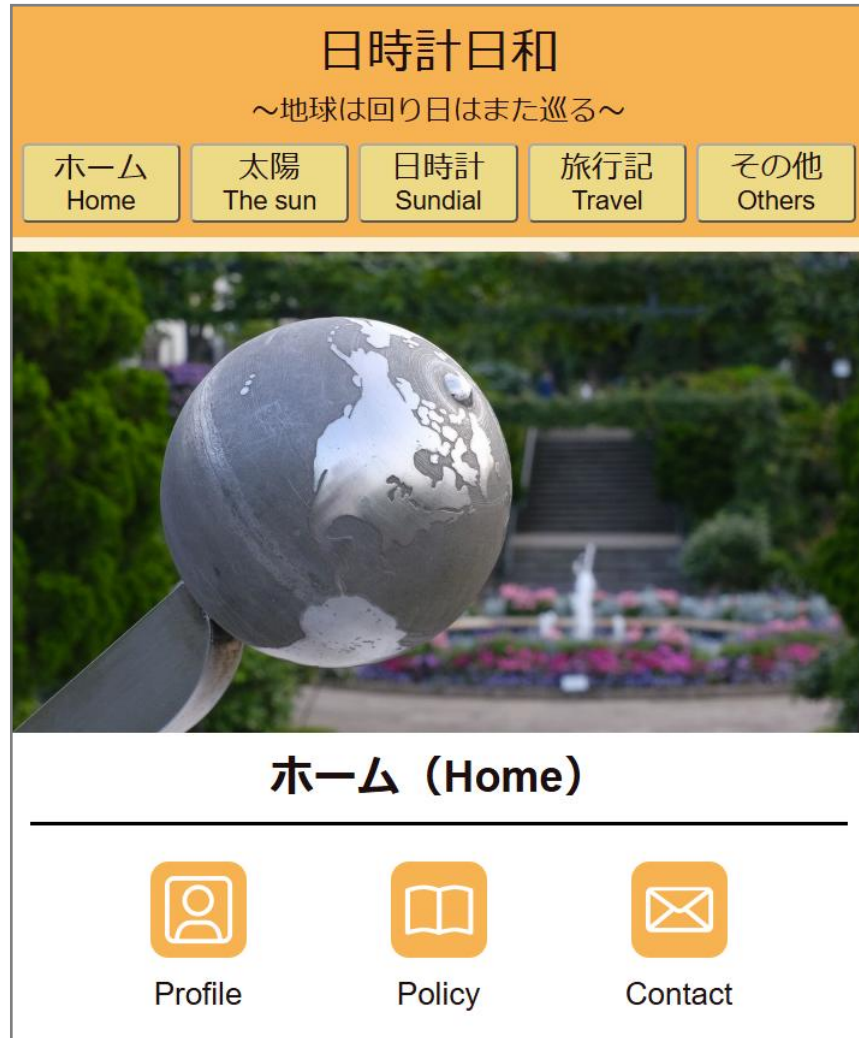 日時計日和
～地球は回り日はまた巡る～
ホーム 太陽 日時計 旅行記 その他
Home The sun Sundial Travel Others
ホーム（Home）
Profile Policy Contact